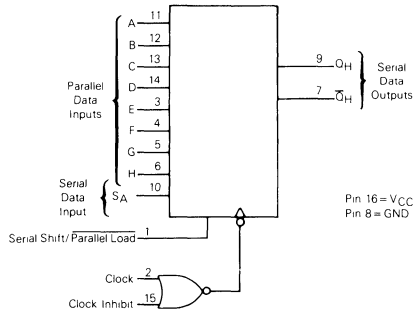 A 11
B 12
C 13
D 14
E 3
F 4
G 5
H 6
Parallel
Data
Inputs
Serial
Data
Input
SA 10
Serial Shift/Parallel Load 1
Clock 2
Clock Inhibit 15
9 QH
7 Q̅H
Serial
Data
Outputs
Pin 16 = VCC
Pin 8 = GND